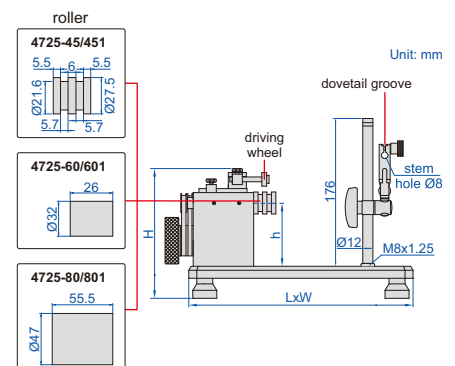 roller
4725-45/451
5.5 6 5.5
Ø21.6
Ø27.5
5.7 5.7
4725-60/601
26
Ø32
4725-80/801
55.5
Ø47
Unit: mm
dovetail groove
driving
wheel
stem
hole Ø8
176
H
h
Ø12
M8x1.25
LxW